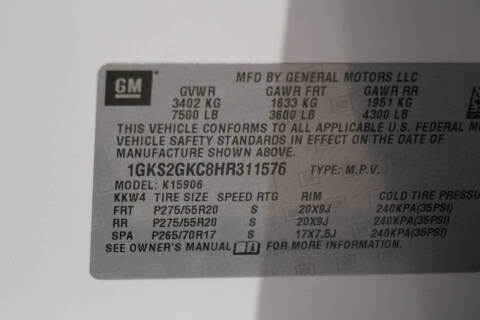 MFD BY GENERAL MOTORS LLC
GM
GVWR GAWR FRT GAWR RR
3402 KG 1633 KG 1951 KG
7500 LB 3600 LB 4300 LB
THIS VEHICLE CONFORMS TO ALL APPLICABLE U.S. FEDERAL
VEHICLE SAFETY STANDARDS IN EFFECT ON THE DATE OF
MANUFACTURE SHOWN ABOVE.
1GKS2GKC8HR311576 TYPE: M.P.V.
MODEL: K15906
KKW4 TIRE SIZE SPEED RTG RIM COLD TIRE PRESSU
FRT P275/55R20 S 20X9J 240KPA(35PSI)
RR P275/55R20 S 20X9J 240KPA(35PSI)
SPA P265/70R17 S 17X7.5J 240KPA(35PSI)
SEE OWNER'S MANUAL FOR MORE INFORMATION.